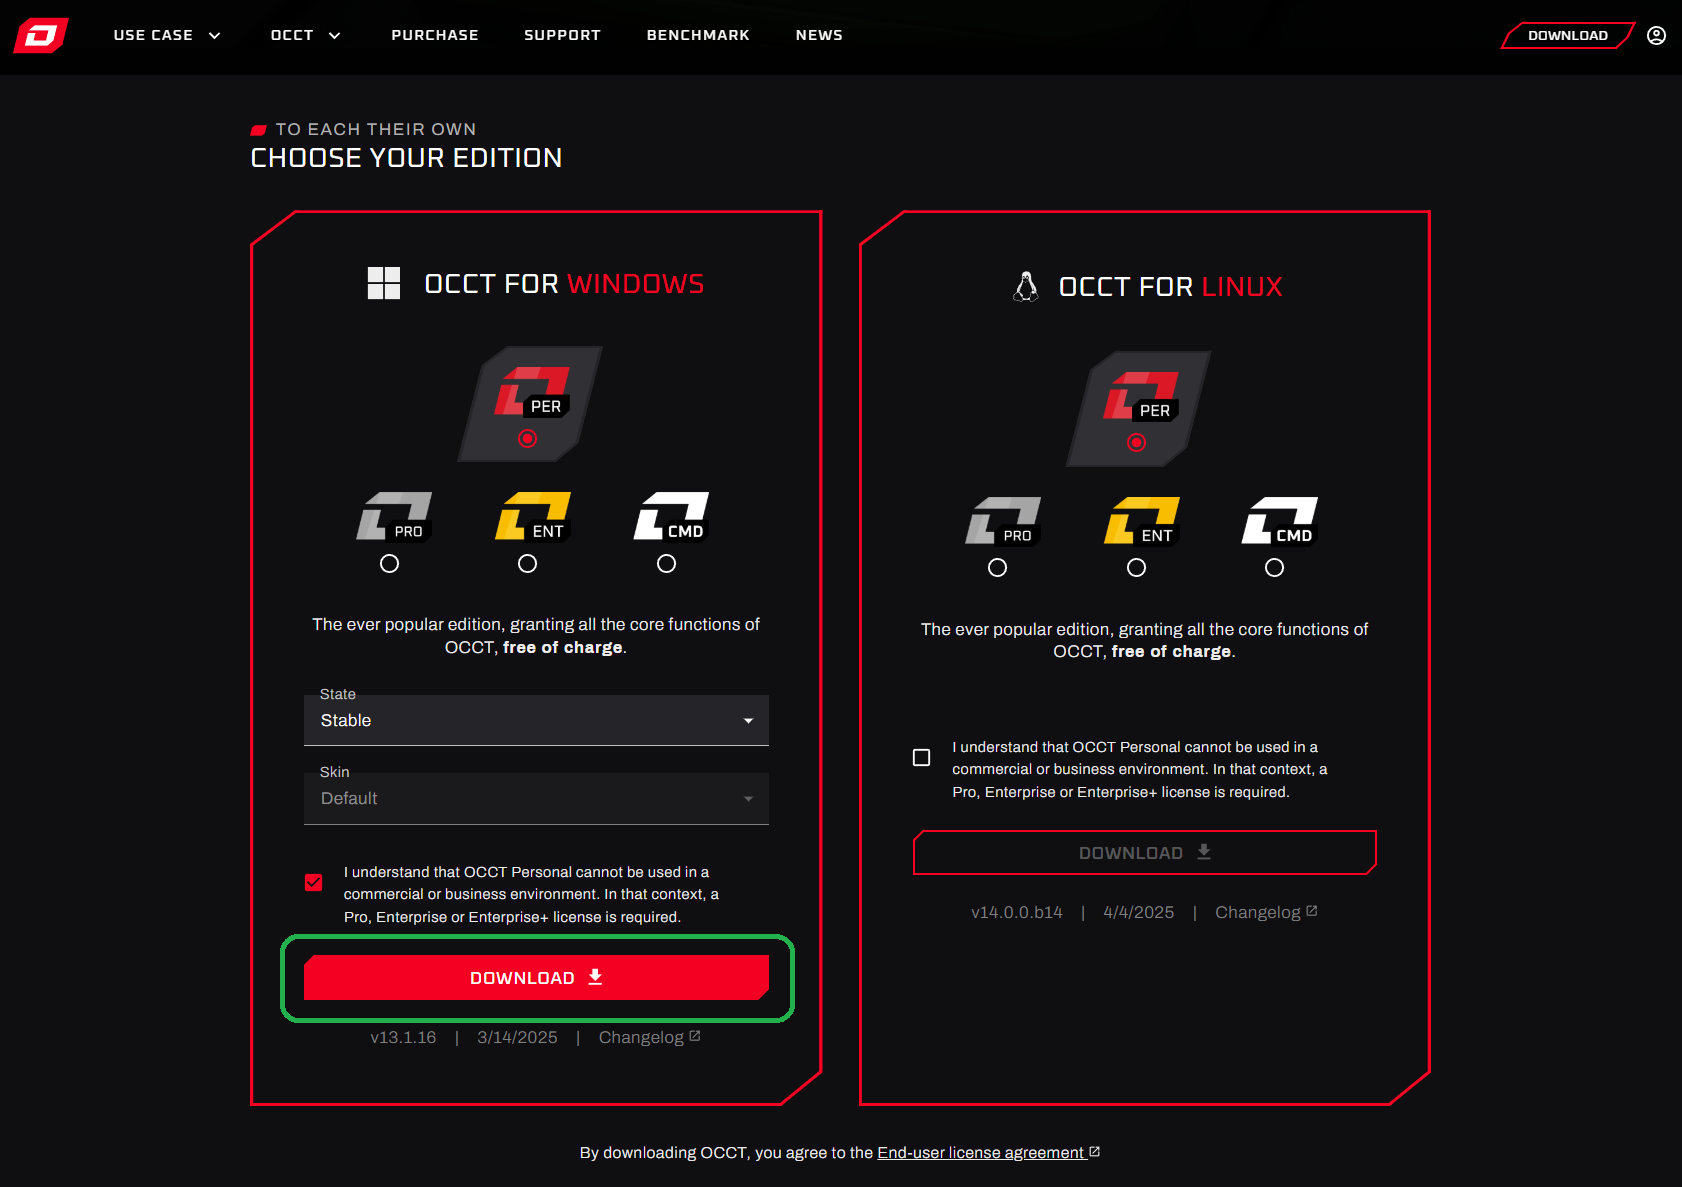 USE CASE
OCCT
PURCHASE
SUPPORT
BENCHMARK
NEWS
DOWNLOAD
TO EACH THEIR OWN
CHOOSE YOUR EDITION
OCCT FOR WINDOWS
PER
PRO
ENT
CMD
The ever popular edition, granting all the core functions of
OCCT, free of charge.
State
Stable
Skin
Default
I understand that OCCT Personal cannot be used in a
commercial or business environment. In that context, a
Pro, Enterprise or Enterprise+ license is required.
DOWNLOAD
v13.1.16 | 3/14/2025 | Changelog
OCCT FOR LINUX
PER
PRO
ENT
CMD
The ever popular edition, granting all the core functions of
OCCT, free of charge.
I understand that OCCT Personal cannot be used in a
commercial or business environment. In that context, a
Pro, Enterprise or Enterprise+ license is required.
DOWNLOAD
v14.0.0.b14 | 4/4/2025 | Changelog
By downloading OCCT, you agree to the End-user license agreement